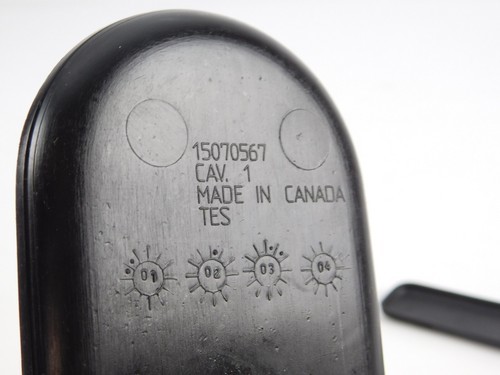 15070567
CAV. 1
MADE IN CANADA
TES
01 02 03 04